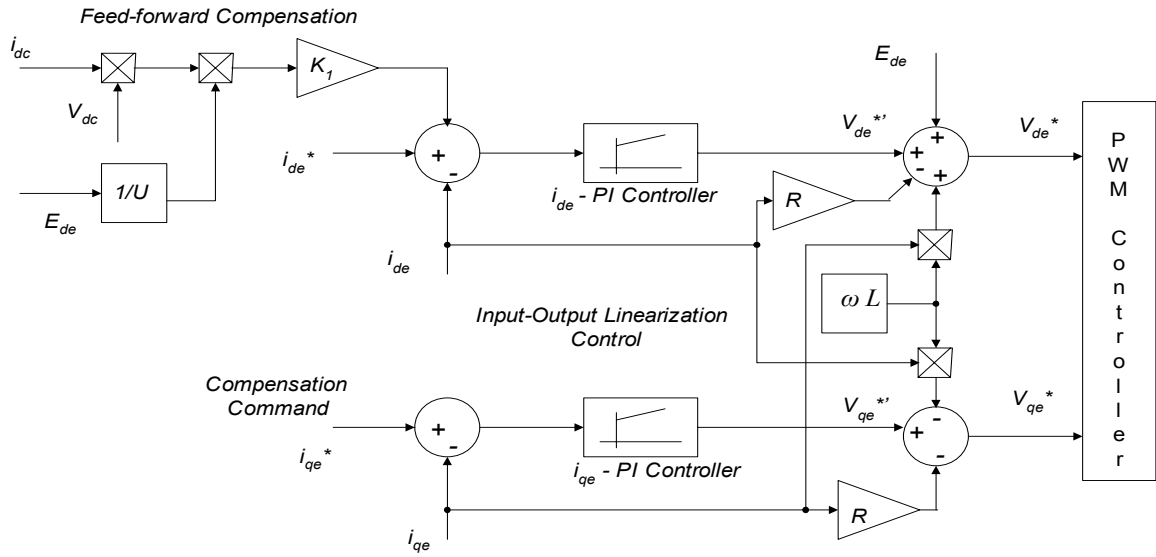 Feed-forward Compensation
i_dc
K_1
V_dc
E_de
1/U
i_de*
+
-
i_de - PI Controller
V_de*'
E_de
+
+
-
+
V_de*
R
i_de
ω L
Input-Output Linearization
Control
Compensation
Command
i_qe*
+
-
i_qe - PI Controller
V_qe*'
-
+
-
V_qe*
R
i_qe
P
W
M
C
o
n
t
r
o
l
l
e
r